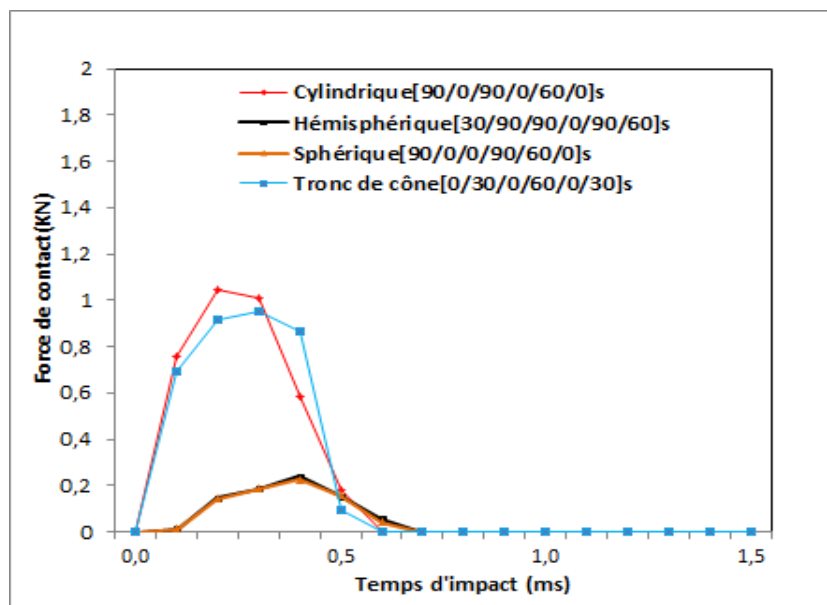 2
1,8
1,6
1,4
1,2
1
0,8
0,6
0,4
0,2
0
Force de contact(KN)
Cylindrique[90/0/90/0/60/0]s
Hémisphérique[30/90/90/0/90/60]s
Sphérique[90/0/0/90/60/0]s
Tronc de cône[0/30/0/60/0/30]s
0,0 0,5 1,0 1,5
Temps d'impact (ms)